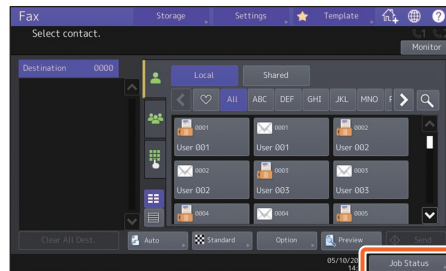 Fax
Storage
Settings
Template
?
Select contact.
Monitor
Destination 0000
Local
Shared
All
ABC
DEF
GHI
JKL
MNO
0001
User 001
0001
User 001
0002
User 002
0002
User 002
0003
User 003
0003
User 003
0004
0004
0005
Clear All Dest.
Auto
Standard
Option
Preview
Send
Job Status